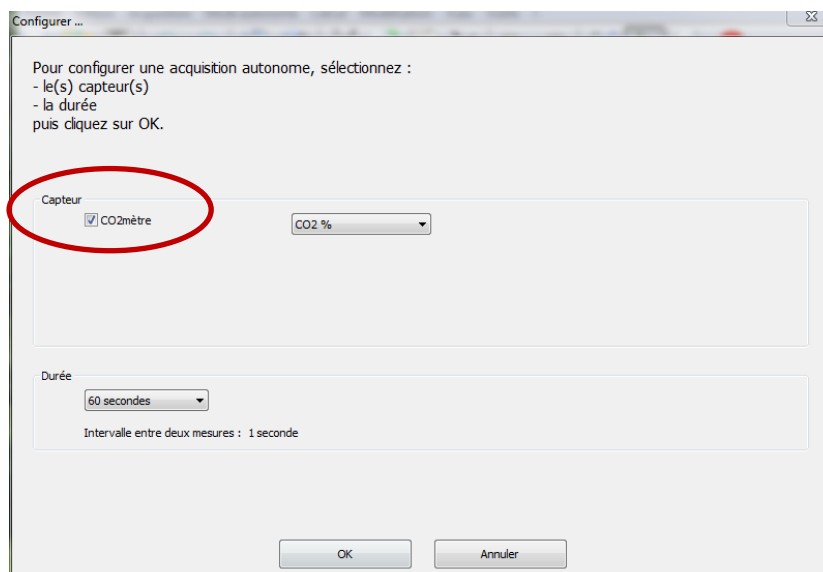 Configurer ...
Pour configurer une acquisition autonome, sélectionnez :
- le(s) capteur(s)
- la durée
puis cliquez sur OK.
Capteur
CO2mètre
CO2 %
Durée
60 secondes
Intervalle entre deux mesures : 1 seconde
OK
Annuler